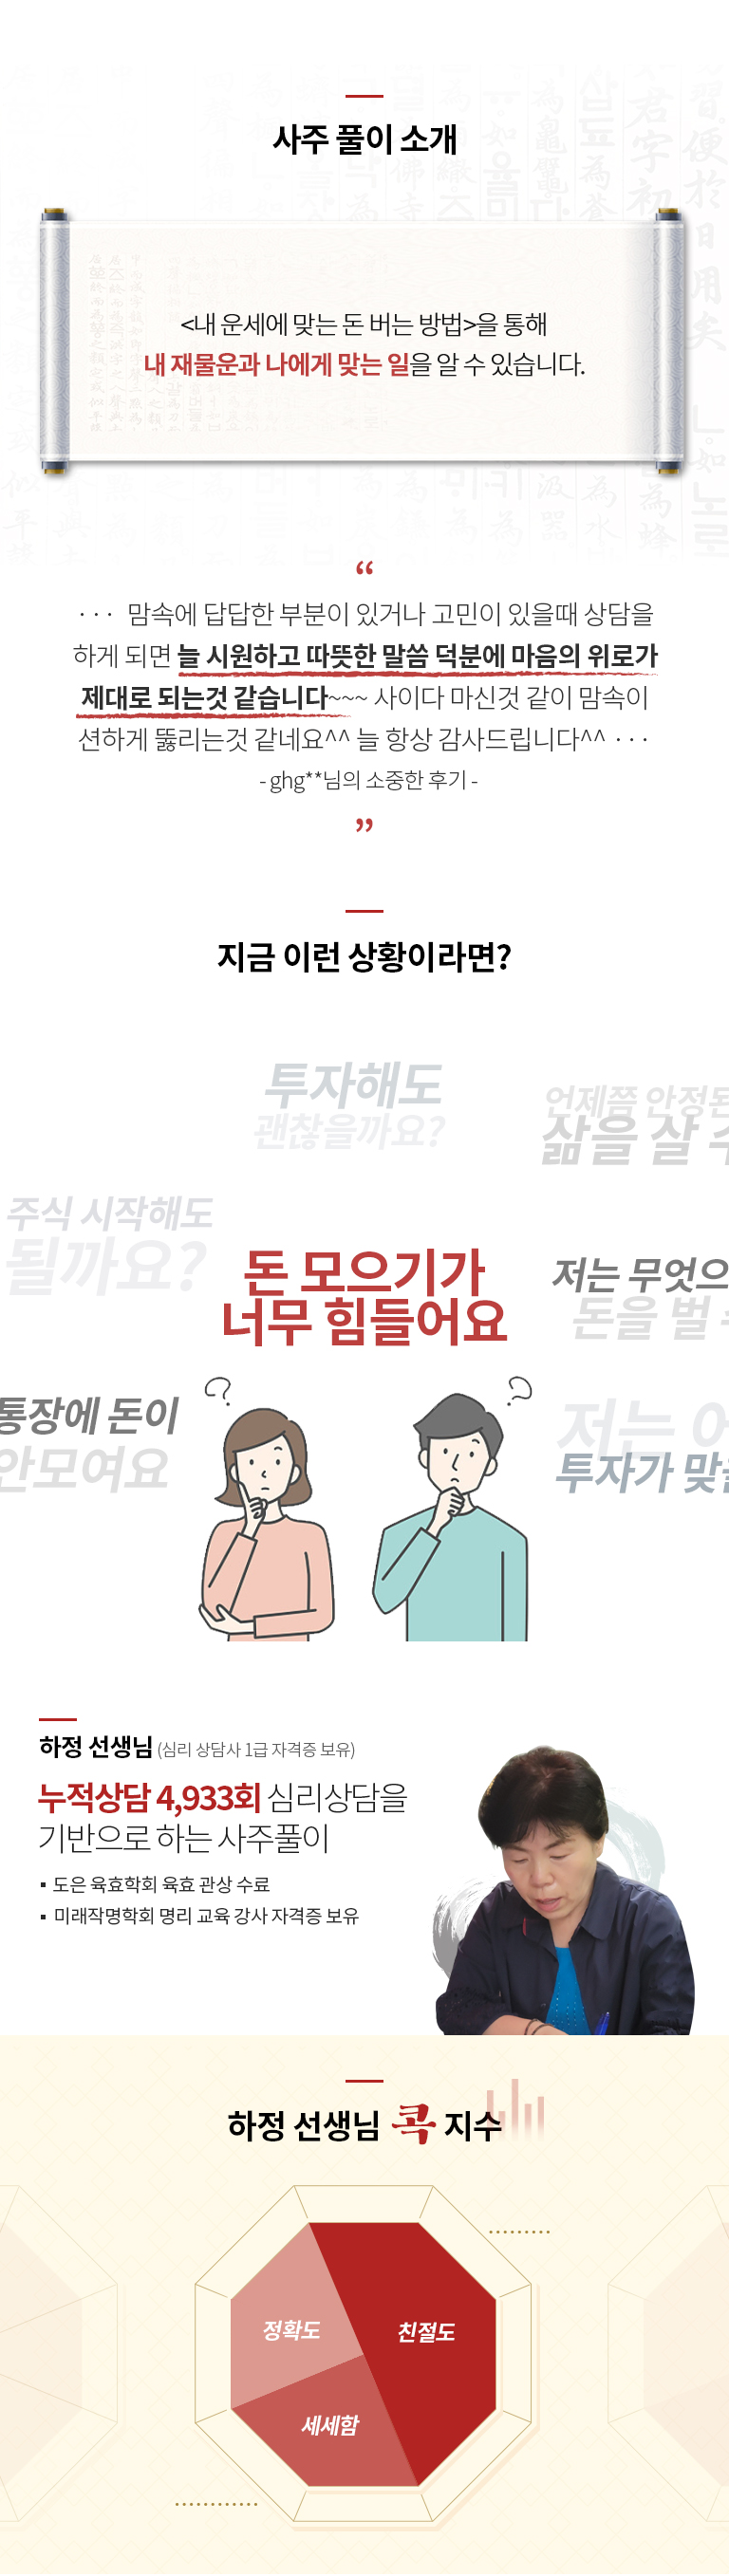 사주 풀이 소개
<내 운세에 맞는 돈 버는 방법>을 통해
내 재물운과 나에게 맞는 일을 알 수 있습니다.
“
··· 맘속에 답답한 부분이 있거나 고민이 있을때 상담을
하게 되면 늘 시원하고 따뜻한 말씀 덕분에 마음의 위로가
제대로 되는것 같습니다~~~ 사이다 마신것 같이 맘속이
션하게 뚫리는것 같네요^^ 늘 항상 감사드립니다^^ ···
- ghg**님의 소중한 후기 -
”
지금 이런 상황이라면?
투자해도
괜찮을까요?
언제쯤 안정된
삶을 살 수
주식 시작해도
될까요?
돈 모으기가
너무 힘들어요
저는 무엇으
돈을 벌 수
통장에 돈이
안모여요
저는 어
투자가 맞을
하정 선생님 (심리 상담사 1급 자격증 보유)
누적상담 4,933회 심리상담을
기반으로 하는 사주풀이
▪ 도은 육효학회 육효 관상 수료
▪ 미래작명학회 명리 교육 강사 자격증 보유
하정 선생님 콕 지수
정확도
친절도
세세함